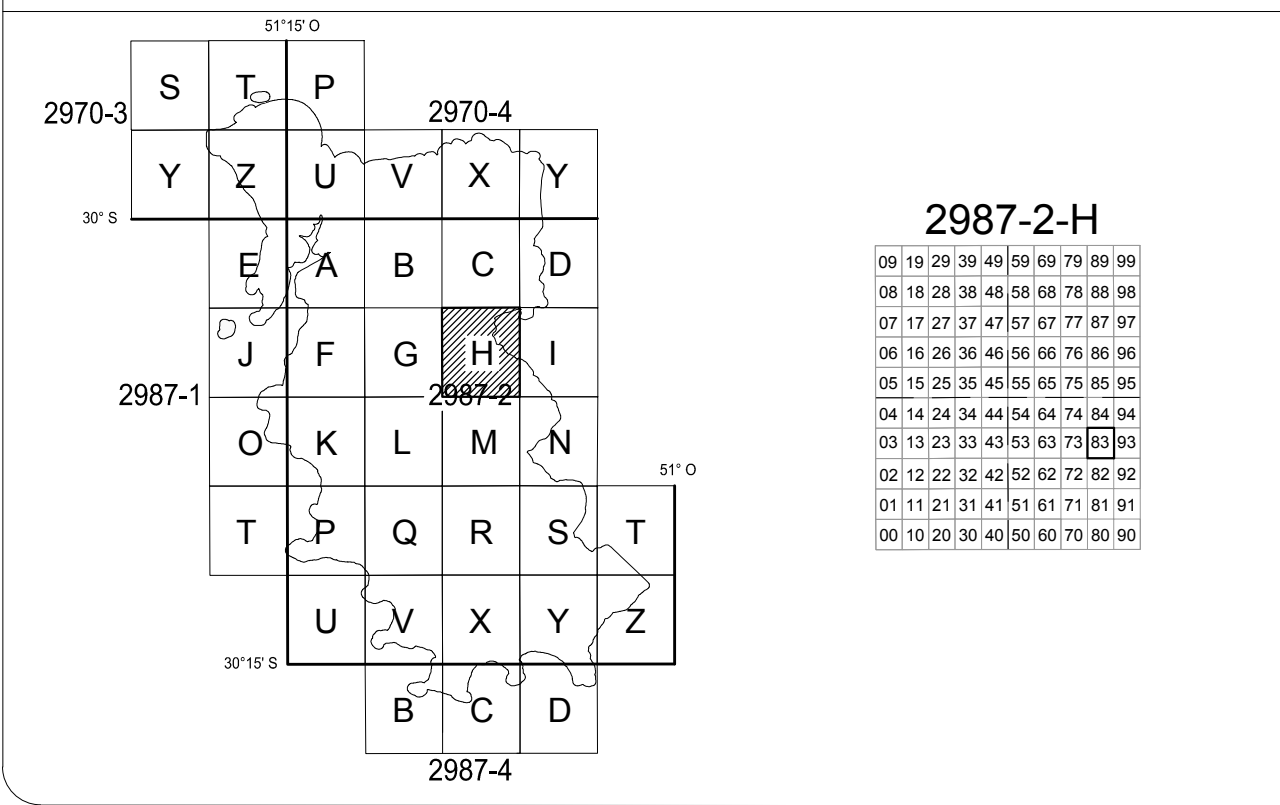 51°15' O
S T P
2970-3
2970-4
Y Z U V X Y
30° S
E A B C D
J F G H I
2987-1
2987-2
O K L M N
51° O
T P Q R S T
U V X Y Z
30°15' S
B C D
2987-4
2987-2-H
09 19 29 39 49 59 69 79 89 99
08 18 28 38 48 58 68 78 88 98
07 17 27 37 47 57 67 77 87 97
06 16 26 36 46 56 66 76 86 96
05 15 25 35 45 55 65 75 85 95
04 14 24 34 44 54 64 74 84 94
03 13 23 33 43 53 63 73 83 93
02 12 22 32 42 52 62 72 82 92
01 11 21 31 41 51 61 71 81 91
00 10 20 30 40 50 60 70 80 90